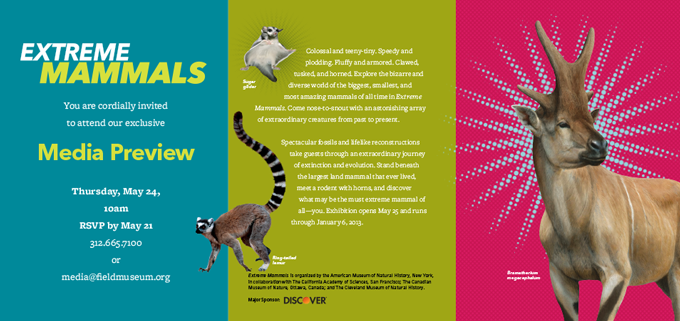 EXTREME
MAMMALS
You are cordially invited
to attend our exclusive
Media Preview
Thursday, May 24,
10am
RSVP by May 21
312.665.7100
or
media@fieldmuseum.org
Sugar
glider
Colossal and teeny-tiny. Speedy and
plodding. Fluffy and armored. Clawed,
tusked, and horned. Explore the bizarre and
diverse world of the biggest, smallest, and
most amazing mammals of all time in Extreme
Mammals. Come nose-to-snout with an astonishing array
of extraordinary creatures from past to present.
Spectacular fossils and lifelike reconstructions
take guests through an extraordinary journey
of extinction and evolution. Stand beneath
the largest land mammal that ever lived,
meet a rodent with horns, and discover
what may be the most extreme mammal of
all—you. Exhibition opens May 25 and runs
through January 6, 2013.
Ring-tailed
lemur
Extreme Mammals is organized by the American Museum of Natural History, New York,
in collaboration with The California Academy of Sciences, San Francisco; The Canadian
Museum of Nature, Ottawa, Canada; and The Cleveland Museum of Natural History.
Major Sponsor: DISCOVER
Bramatherium
megacephalum